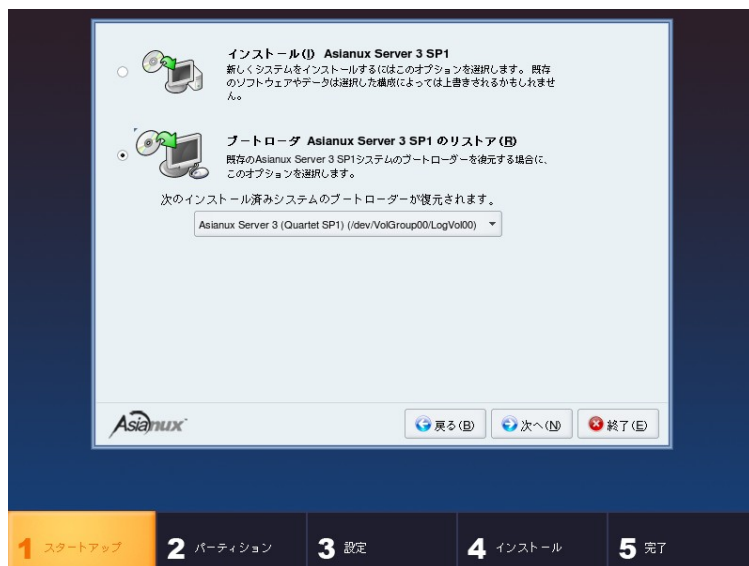 インストール(I) Asianux Server 3 SP1
新しくシステムをインストールするにはこのオプションを選択します。 既存
のソフトウェアやデータは選択した構成によっては上書きされるかもしれませ
ん。
ブートローダ Asianux Server 3 SP1 のリストア(R)
既存のAsianux Server 3 SP1システムのブートローダーを復元する場合に、
このオプションを選択します。
次のインストール済みシステムのブートローダーが復元されます。
Asianux Server 3 (Quartet SP1) (/dev/VolGroup00/LogVol00)
Asianux
戻る(B)
次へ(N)
終了(E)
1 スタートアップ
2 パーティション
3 設定
4 インストール
5 完了